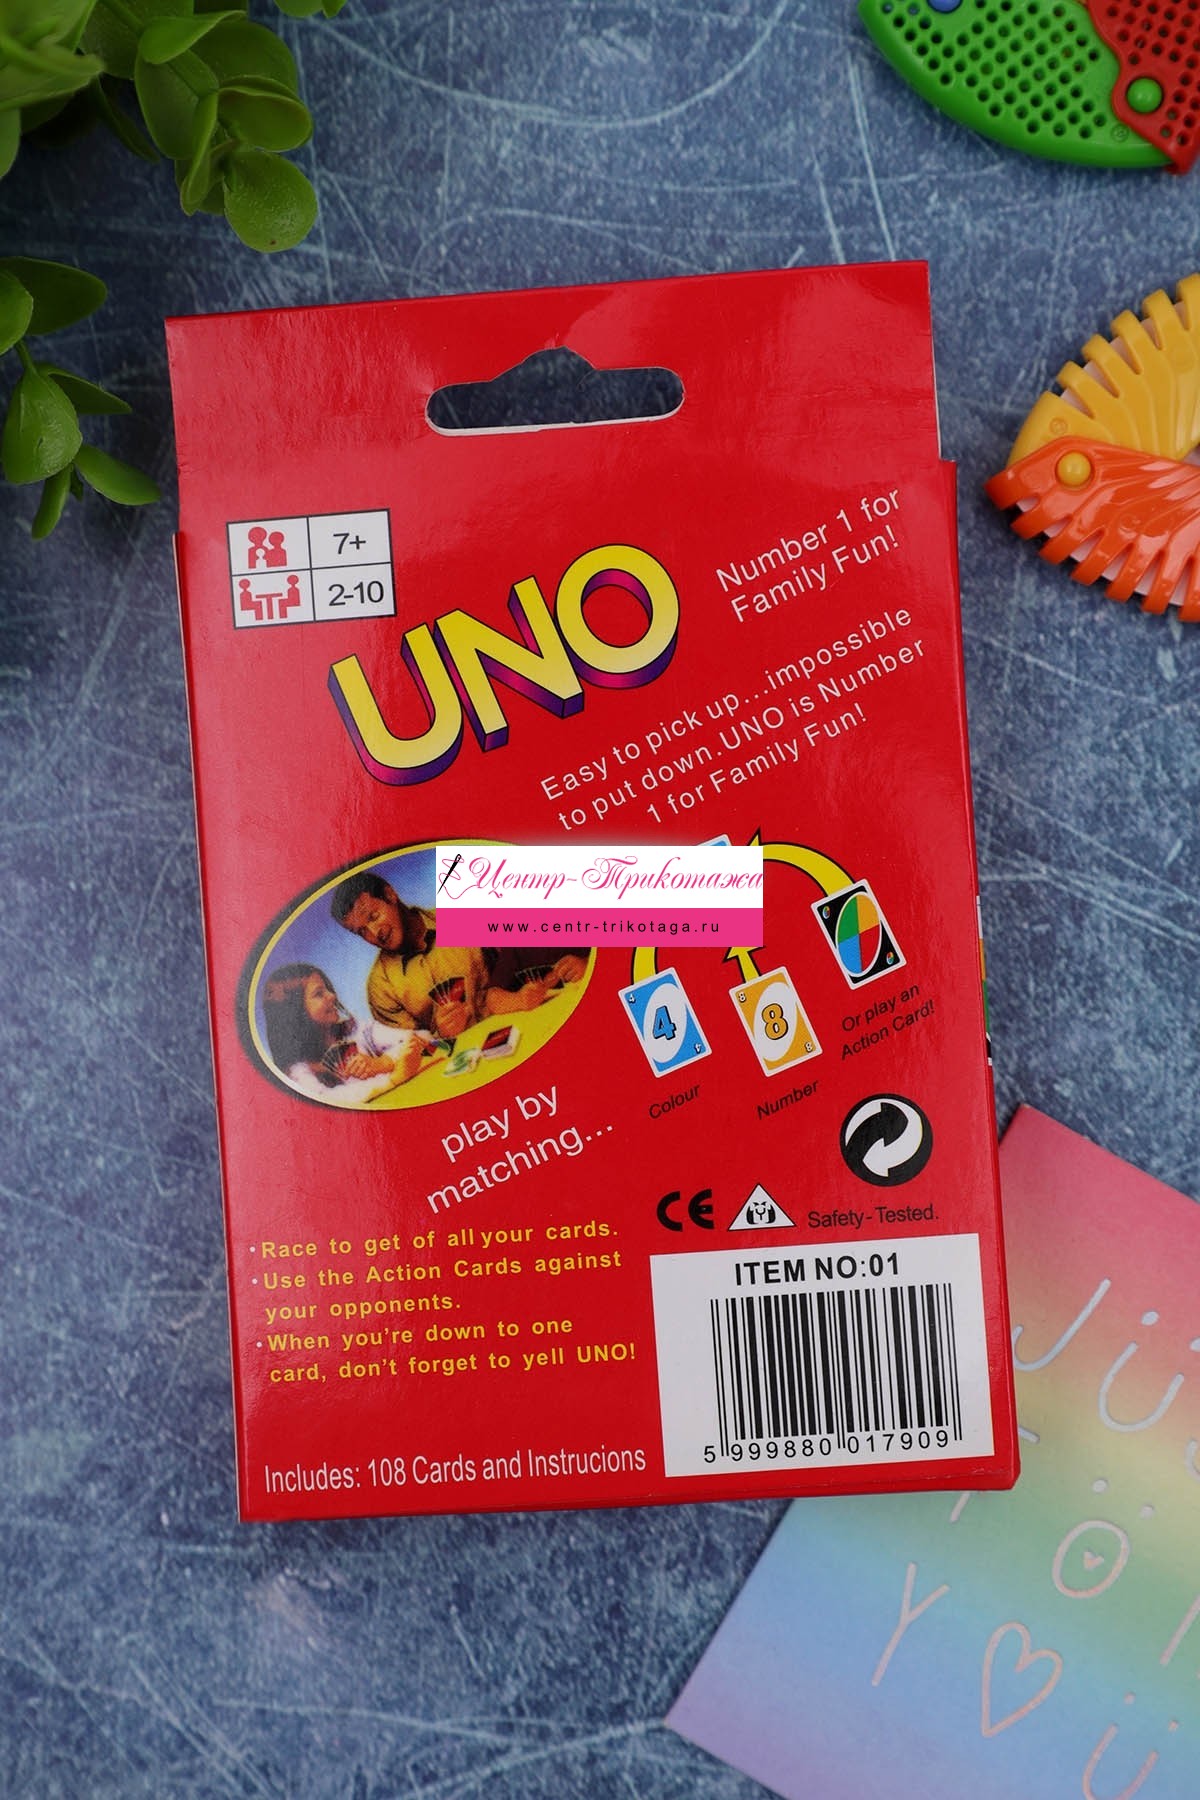 7+
2-10
UNO
Number 1 for
Family Fun!
Easy to pick up...impossible
to put down.UNO is Number
1 for Family Fun!
Центр-Трикотажа
www.centr-trikotaga.ru
4
4
4
8
8
8
Colour
Number
Or play an
Action Card!
play by
matching...
CE
Safety-Tested.
• Race to get of all your cards.
• Use the Action Cards against
your opponents.
• When you're down to one
card, don't forget to yell UNO!
ITEM NO:01
5 999880 017909
Includes: 108 Cards and Instrucions